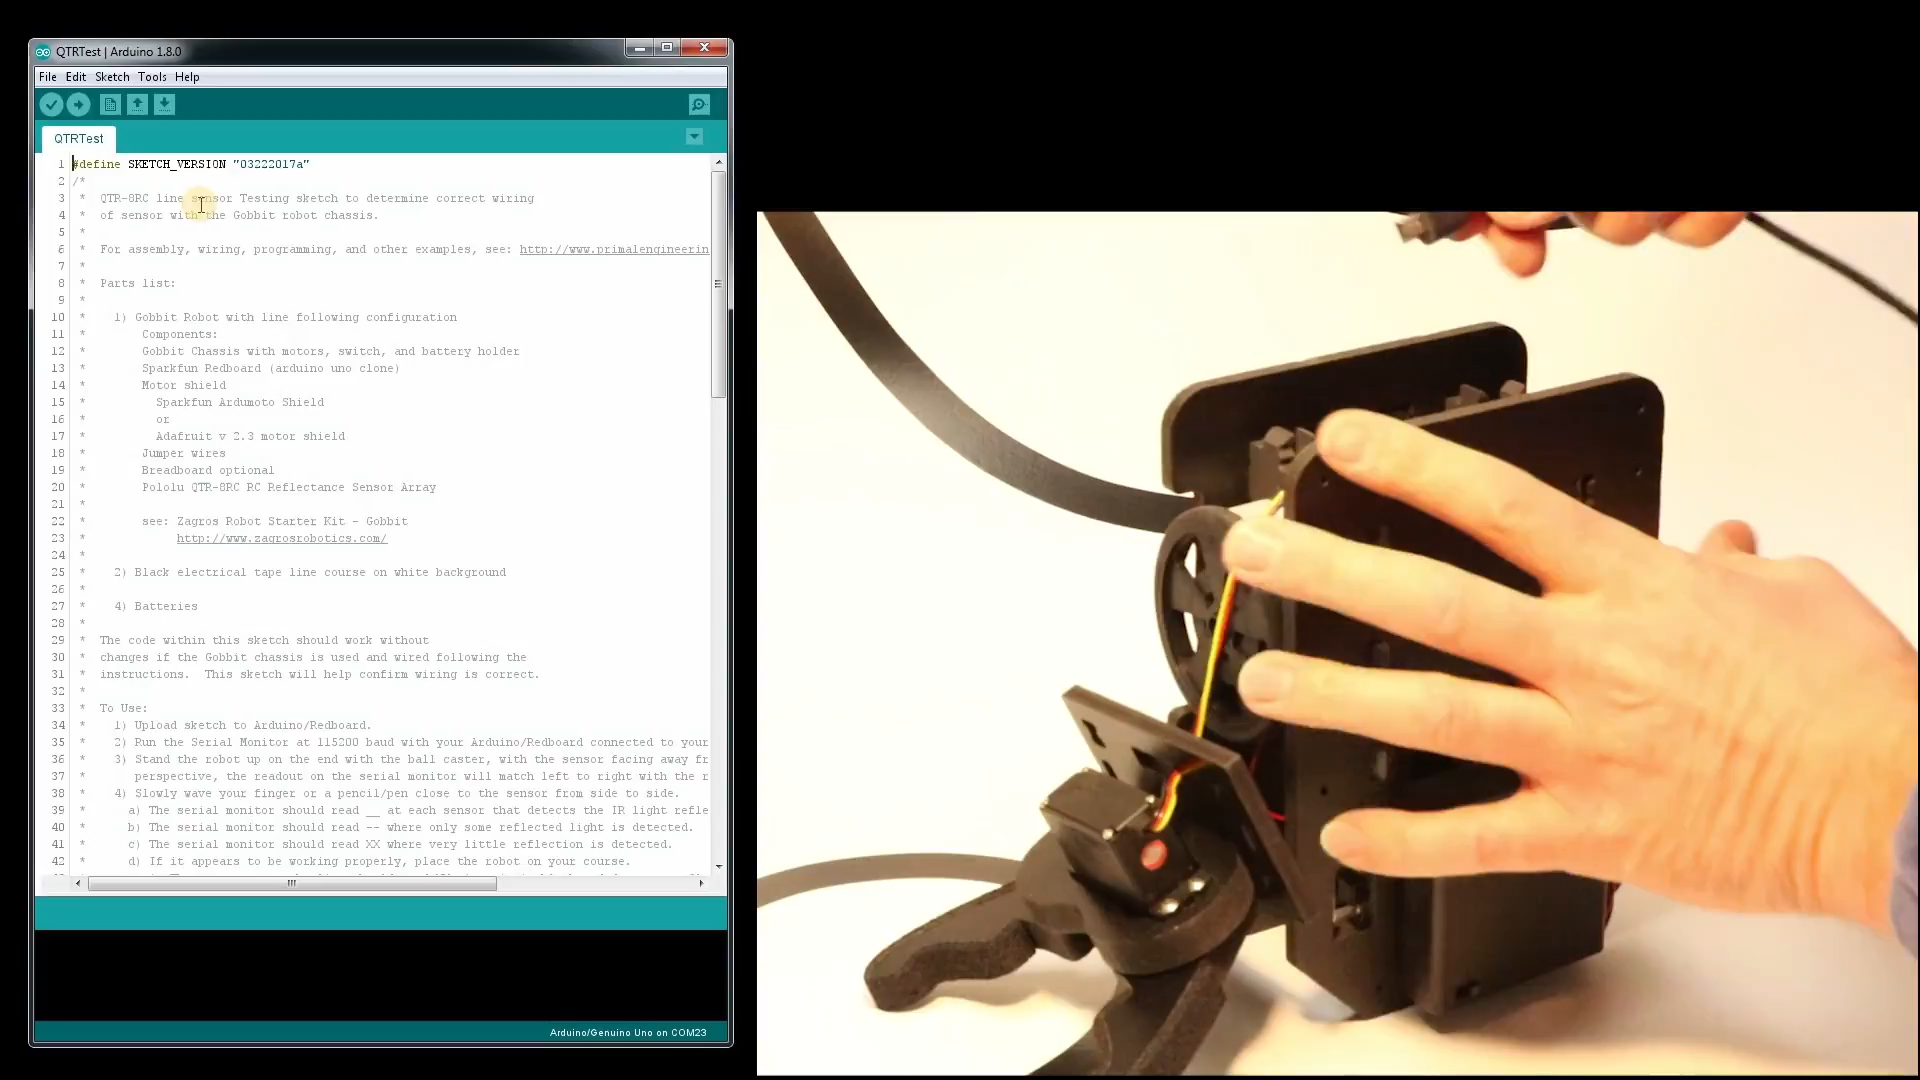 QTRTest | Arduino 1.8.0
File Edit Sketch Tools Help
QTRTest
1 #define SKETCH_VERSION "03222017a"
2 /*
3 * QTR-8RC line sensor Testing sketch to determine correct wiring
4 * of sensor with the Gobbit robot chassis.
5 *
6 * For assembly, wiring, programming, and other examples, see: http://www.primalengineerin
7 *
8 * Parts list:
9 *
10 * 1) Gobbit Robot with line following configuration
11 * Components:
12 * Gobbit Chassis with motors, switch, and battery holder
13 * Sparkfun Redboard (arduino uno clone)
14 * Motor shield
15 * Sparkfun Ardumoto Shield
16 * or
17 * Adafruit v 2.3 motor shield
18 * Jumper wires
19 * Breadboard optional
20 * Pololu QTR-8RC RC Reflectance Sensor Array
21 *
22 * see: Zagros Robot Starter Kit - Gobbit
23 * http://www.zagrosrobotics.com/
24 *
25 * 2) Black electrical tape line course on white background
26 *
27 * 4) Batteries
28 *
29 * The code within this sketch should work without
30 * changes if the Gobbit chassis is used and wired following the
31 * instructions. This sketch will help confirm wiring is correct.
32 *
33 * To Use:
34 * 1) Upload sketch to Arduino/Redboard.
35 * 2) Run the Serial Monitor at 115200 baud with your Arduino/Redboard connected to your
36 * 3) Stand the robot up on the end with the ball caster, with the sensor facing away fr
37 * perspective, the readout on the serial monitor will match left to right with the r
38 * 4) Slowly wave your finger or a pencil/pen close to the sensor from side to side.
39 * a) The serial monitor should read __ at each sensor that detects the IR light refle
40 * b) The serial monitor should read -- where only some reflected light is detected.
41 * c) The serial monitor should read XX where very little reflection is detected.
42 * d) If it appears to be working properly, place the robot on your course.
Arduino/Genuino Uno on COM23